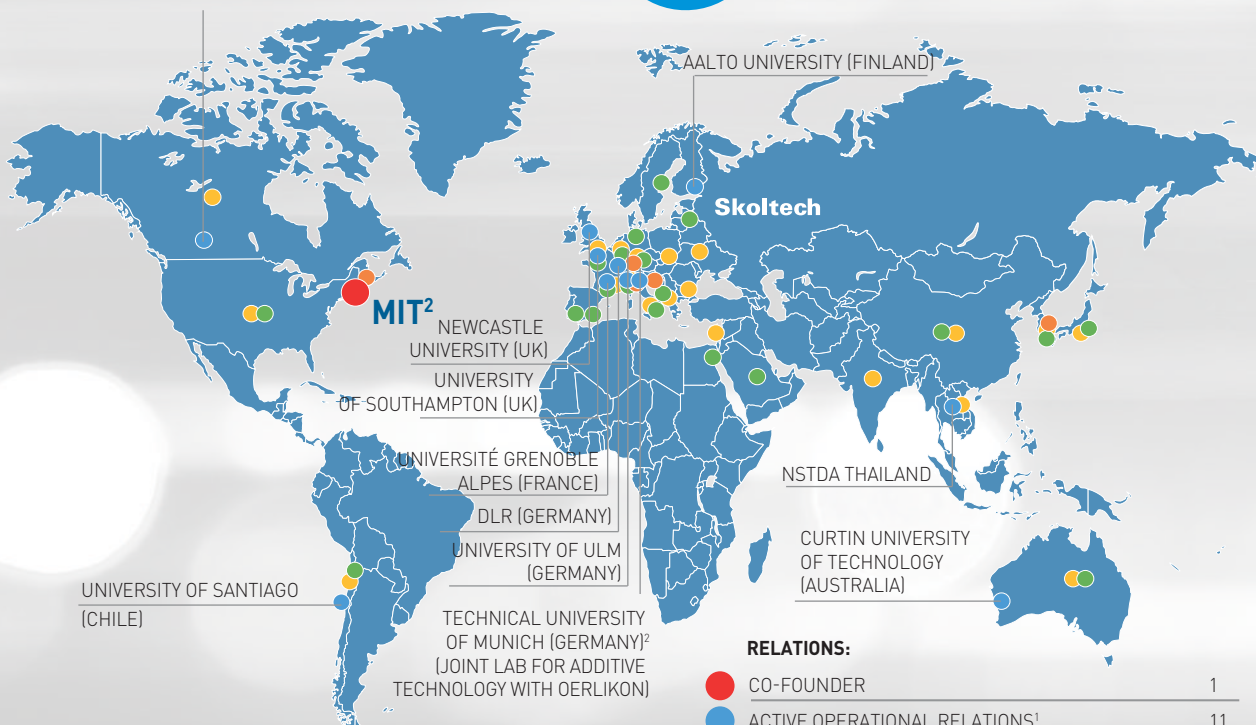 AALTO UNIVERSITY (FINLAND)
Skoltech
MIT²
NEWCASTLE
UNIVERSITY (UK)
UNIVERSITY
OF SOUTHAMPTON (UK)
UNIVERSITÉ GRENOBLE
ALPES (FRANCE)
DLR (GERMANY)
UNIVERSITY OF ULM
(GERMANY)
TECHNICAL UNIVERSITY
OF MUNICH (GERMANY)²
(JOINT LAB FOR ADDITIVE
TECHNOLOGY WITH OERLIKON)
UNIVERSITY OF SANTIAGO
(CHILE)
NSTDA THAILAND
CURTIN UNIVERSITY
OF TECHNOLOGY
(AUSTRALIA)
RELATIONS:
CO-FOUNDER 1
ACTIVE OPERATIONAL RELATIONS¹ 11